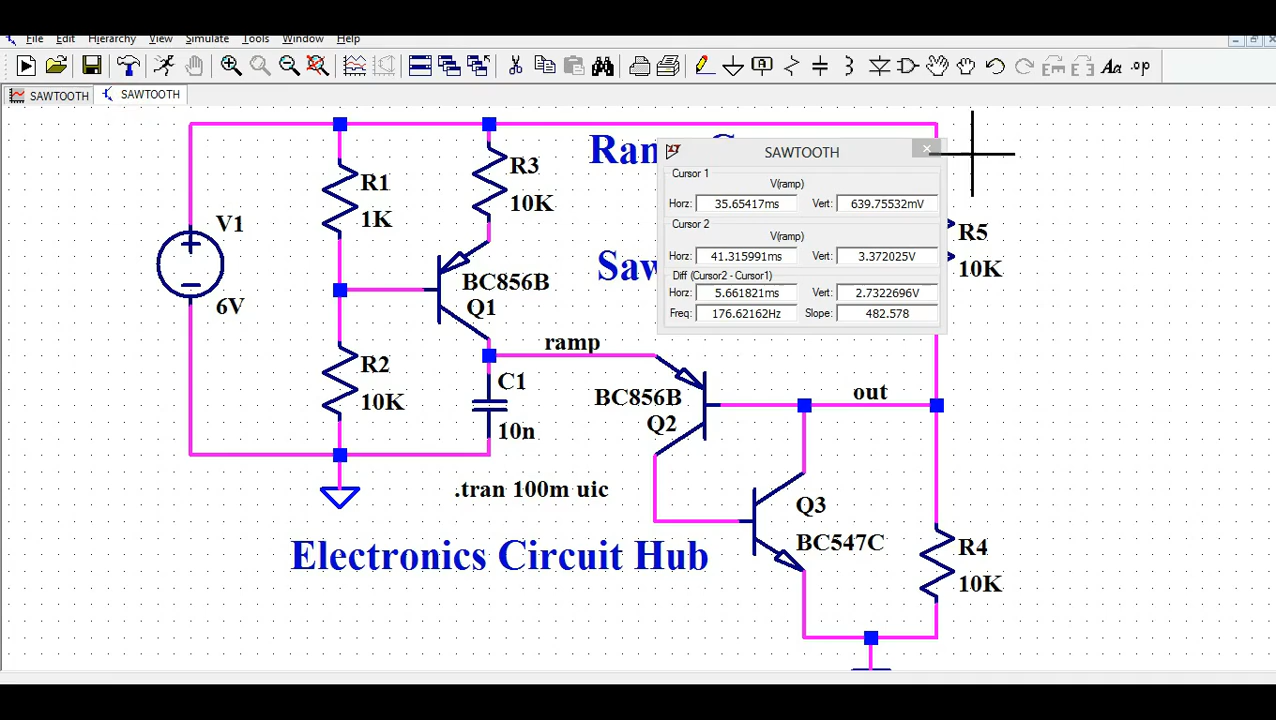 File Edit Hierarchy View Simulate Tools Window Help
Aa .op
SAWTOOTH SAWTOOTH
SAWTOOTH
Cursor 1
V(ramp)
Horz: 35.65417ms Vert: 639.75532mV
Cursor 2
V(ramp)
Horz: 41.315991ms Vert: 3.372025V
Diff (Cursor2 - Cursor1)
Horz: 5.661821ms Vert: 2.7322696V
Freq: 176.62162Hz Slope: 482.578
V1
6V
R1
1K
R3
10K
BC856B
Q1
R5
10K
ramp
R2
10K
C1
10n
BC856B
Q2
out
.tran 100m uic
Q3
BC547C
R4
10K
Electronics Circuit Hub